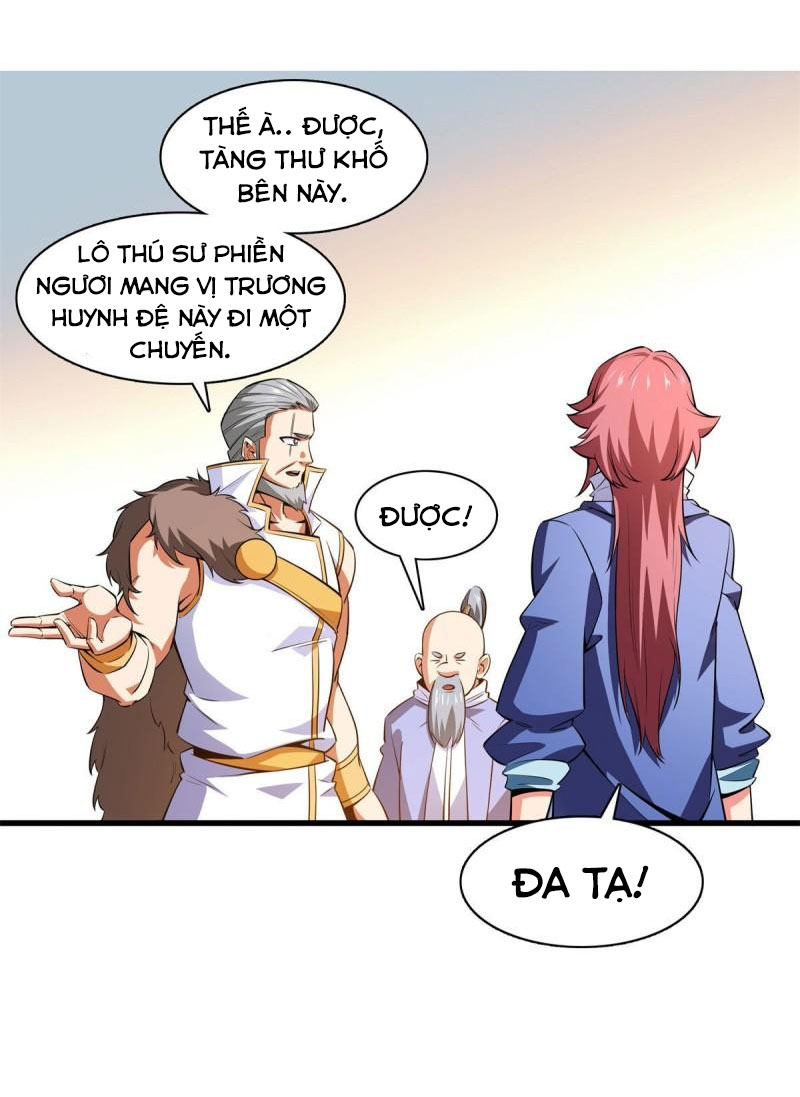 THẾ À.. ĐƯỢC,
TÀNG THƯ KHỐ
BÊN NÀY.
LÔ THÚ SƯ PHIỀN
NGƯƠI MANG VỊ TRƯƠNG
HUYNH ĐỆ NÀY ĐI MỘT
CHUYẾN.
ĐƯỢC!
ĐA TẠ!